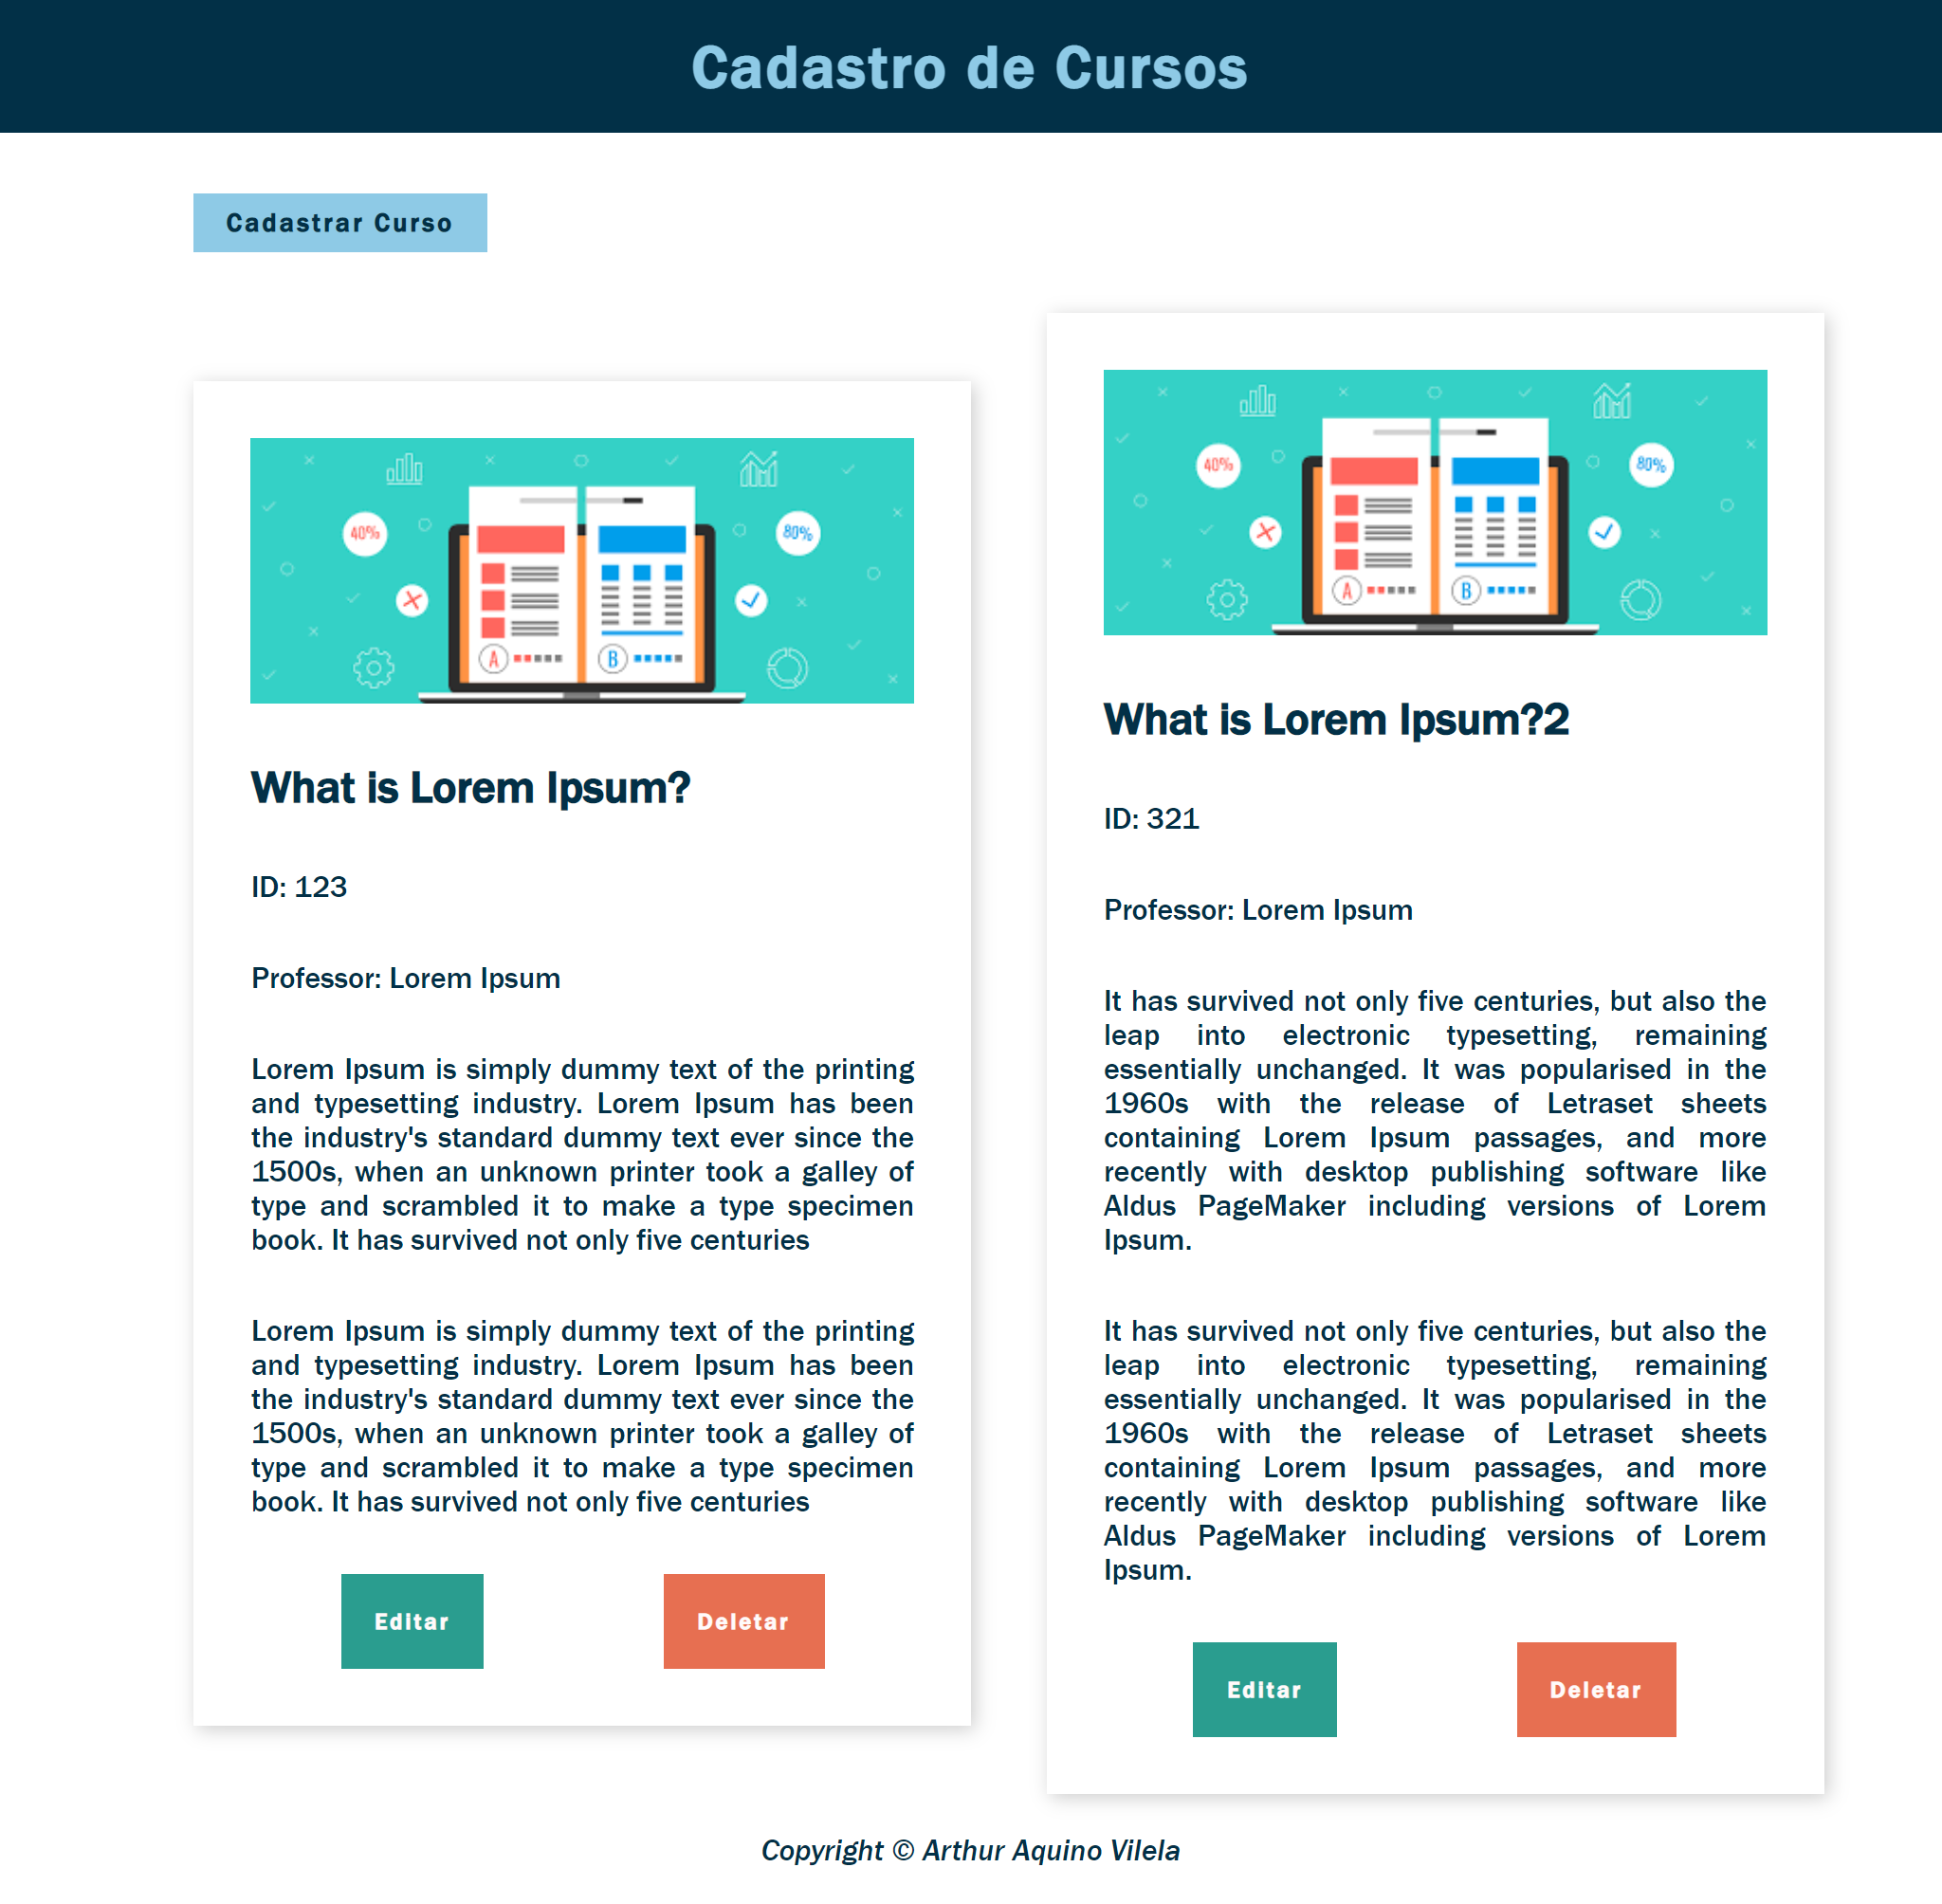 Cadastro de Cursos
Cadastrar Curso
40%
80%
A
B
What is Lorem Ipsum?
ID: 123
Professor: Lorem Ipsum
Lorem Ipsum is simply dummy text of the printing
and typesetting industry. Lorem Ipsum has been
the industry's standard dummy text ever since the
1500s, when an unknown printer took a galley of
type and scrambled it to make a type specimen
book. It has survived not only five centuries
Lorem Ipsum is simply dummy text of the printing
and typesetting industry. Lorem Ipsum has been
the industry's standard dummy text ever since the
1500s, when an unknown printer took a galley of
type and scrambled it to make a type specimen
book. It has survived not only five centuries
Editar
Deletar
40%
80%
A
B
What is Lorem Ipsum?2
ID: 321
Professor: Lorem Ipsum
It has survived not only five centuries, but also the
leap into electronic typesetting, remaining
essentially unchanged. It was popularised in the
1960s with the release of Letraset sheets
containing Lorem Ipsum passages, and more
recently with desktop publishing software like
Aldus PageMaker including versions of Lorem
Ipsum.
It has survived not only five centuries, but also the
leap into electronic typesetting, remaining
essentially unchanged. It was popularised in the
1960s with the release of Letraset sheets
containing Lorem Ipsum passages, and more
recently with desktop publishing software like
Aldus PageMaker including versions of Lorem
Ipsum.
Editar
Deletar
Copyright © Arthur Aquino Vilela